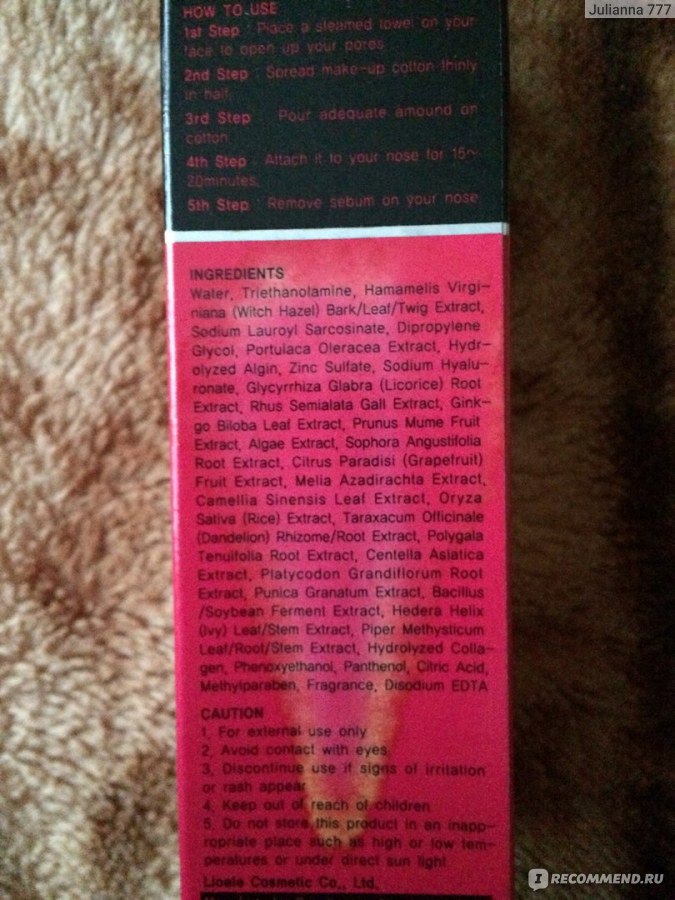 Julianna 777
HOW TO-USE
1st Step : Place a steamed towel on your
face to open up your pores
2nd Step : Spread make-up cotton thinly
in half.
3rd Step : Pour adequate amound on
cotton
4th Step : Attach it to your nose for 15~
20minutes.
5th Step : Remove sebum on your nose
INGREDIENTS
Water, Triethanolamine, Hamamelis Virgi-
niana (Witch Hazel) Bark/Leaf/Twig Extract,
Sodium Lauroyl Sarcosinate, Dipropylene
Glycol, Portulaca Oleracea Extract, Hydr-
olyzed Algin, Zinc Sulfate, Sodium Hyalu-
ronate, Glycyrrhiza Glabra (Licorice) Root
Extract, Rhus Semialata Gall Extract, Gink-
go Biloba Leaf Extract, Prunus Mume Fruit
Extract, Algae Extract, Sophora Angustifolia
Root Extract, Citrus Paradisi (Grapefruit)
Fruit Extract, Melia Azadirachta Extract,
Camellia Sinensis Leaf Extract, Oryza
Sativa (Rice) Extract, Taraxacum Officinale
(Dandelion) Rhizome/Root Extract, Polygala
Tenuifolia Root Extract, Centella Asiatica
Extract, Platycodon Grandiflorum Root
Extract, Punica Granatum Extract, Bacillus
/Soybean Ferment Extract, Hedera Helix
(Ivy) Leaf/Stem Extract, Piper Methysticum
Leaf/Root/Stem Extract, Hydrolyzed Colla-
gen, Phenoxyethanol, Panthenol, Citric Acid,
Methylparaben, Fragrance, Disodium EDTA
CAUTION
1. For external use only
2. Avoid contact with eyes
3. Discontinue use if signs of irritation
or rash appear
4. Keep out of reach of children
5. Do not store this product in an inapp-
ropriate place such as high or low tem-
peratures or under direct sun light
Lioele Cosmetic Co., Ltd.
IRECOMMEND.RU